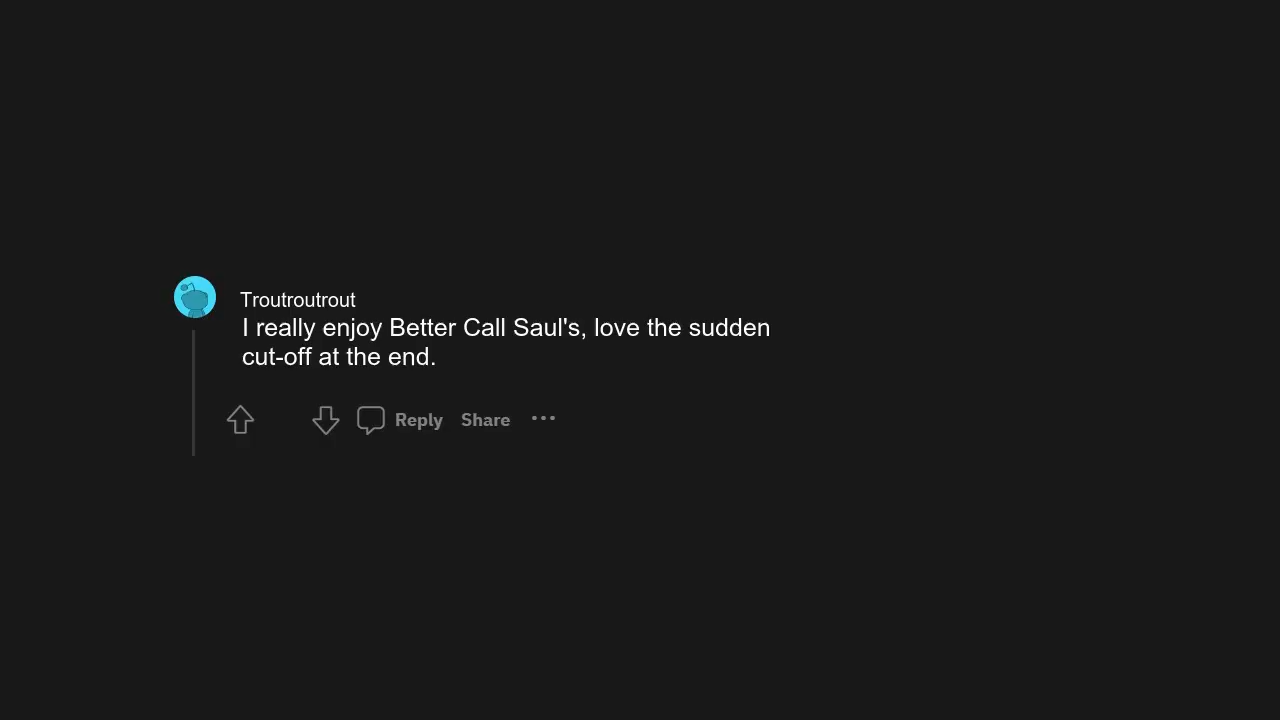 Troutroutrout
I really enjoy Better Call Saul's, love the sudden
cut-off at the end.
Reply Share